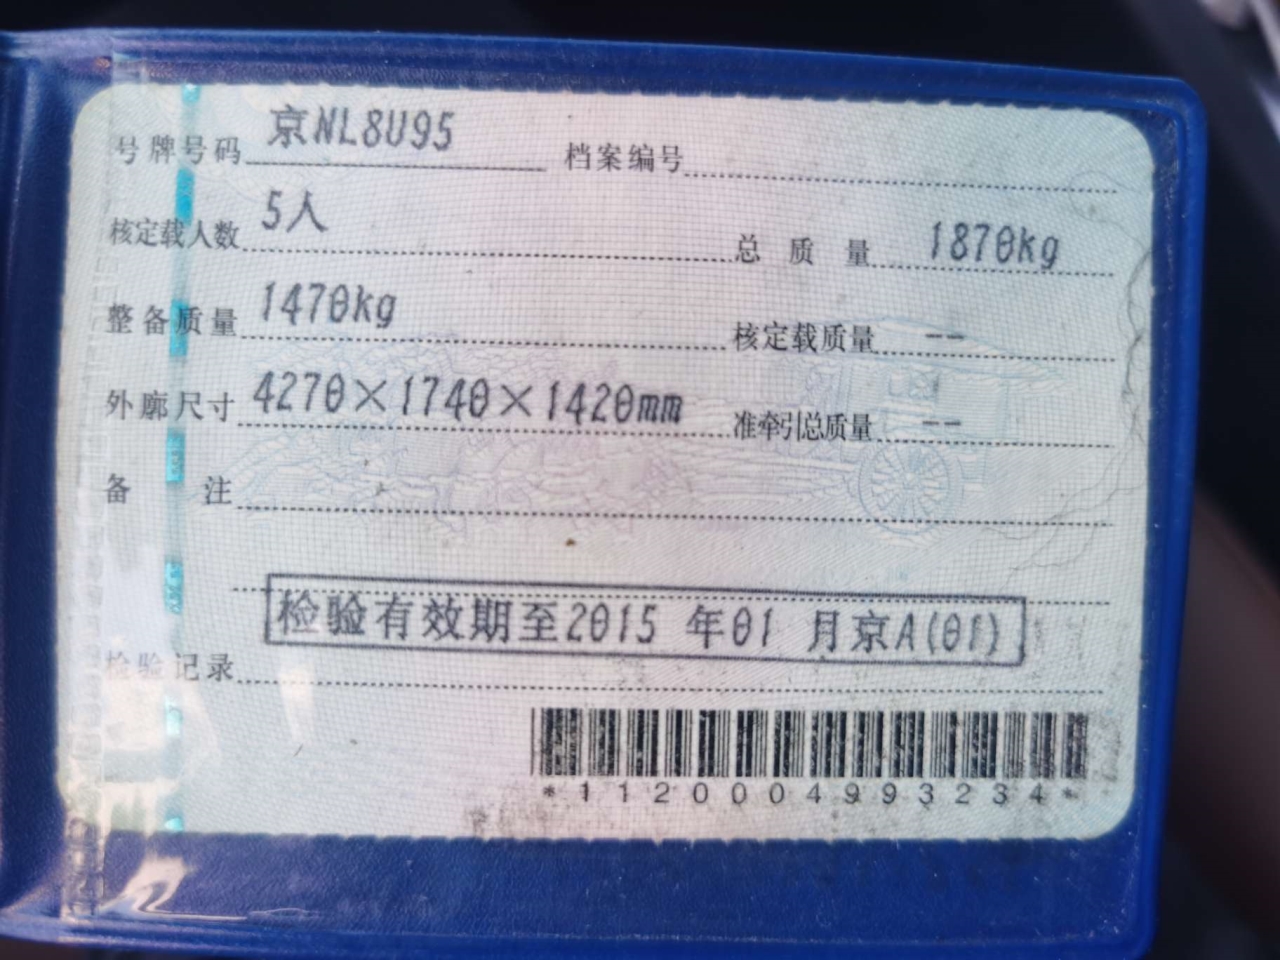 号牌号码 京NL8U95 档案编号
核定载人数 5人 总质量 1870kg
整备质量 1470kg 核定载质量 --
外廓尺寸 4270×1740×1420mm 准牵引总质量 --
备注
检验有效期至2015 年01 月京A(01)
检验记录
*1120004993234*